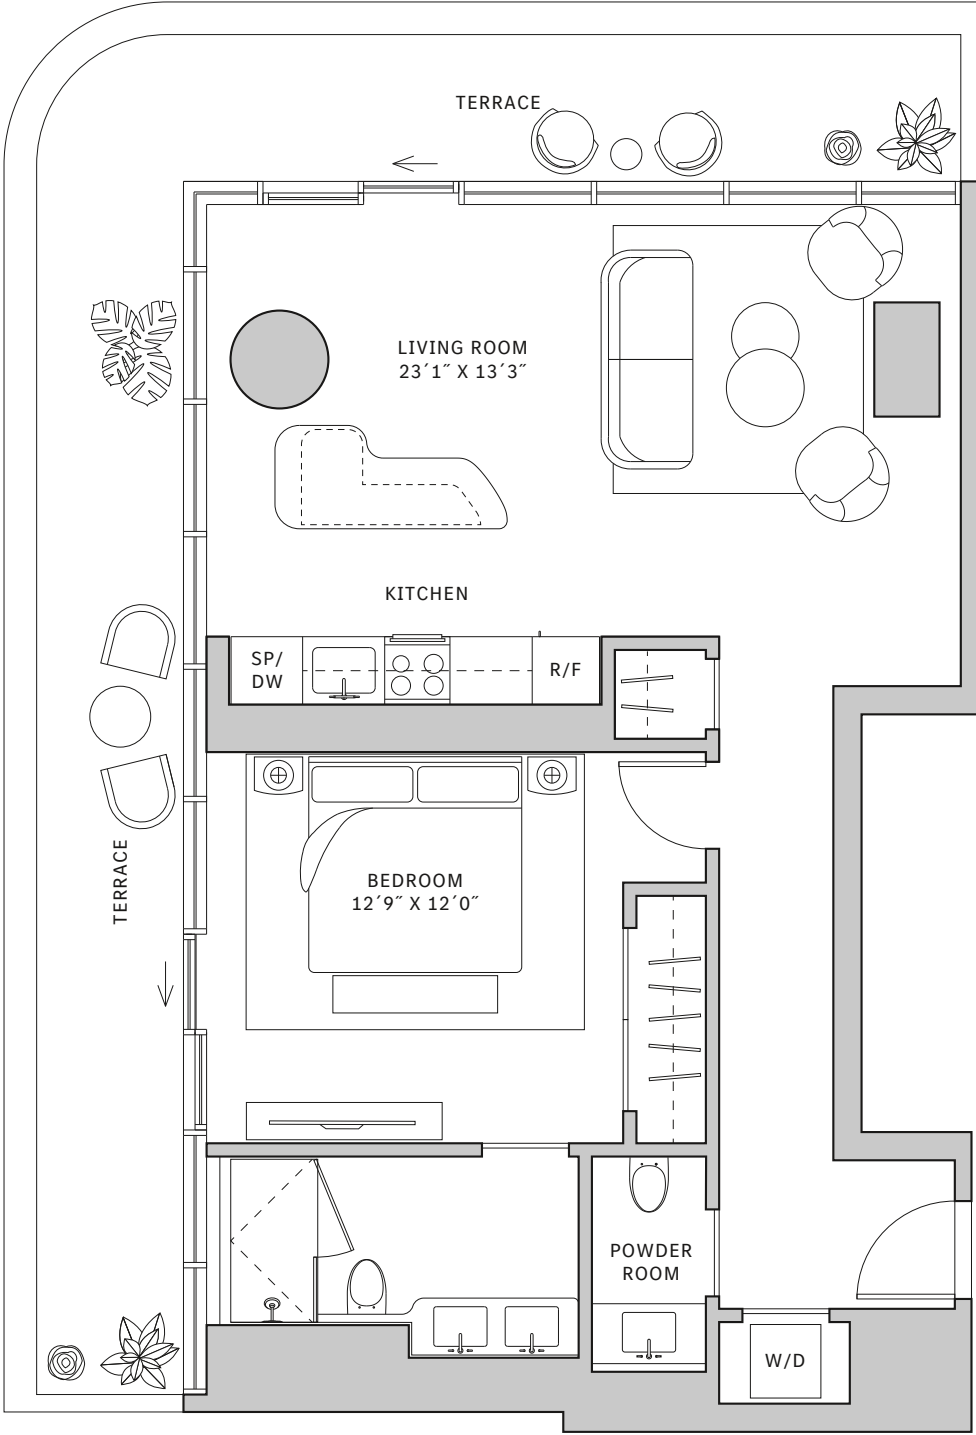 TERRACE
LIVING ROOM
23´1˝ X 13´3˝
KITCHEN
SP/
DW
R/F
BEDROOM
12´9˝ X 12´0˝
TERRACE
POWDER
ROOM
W/D